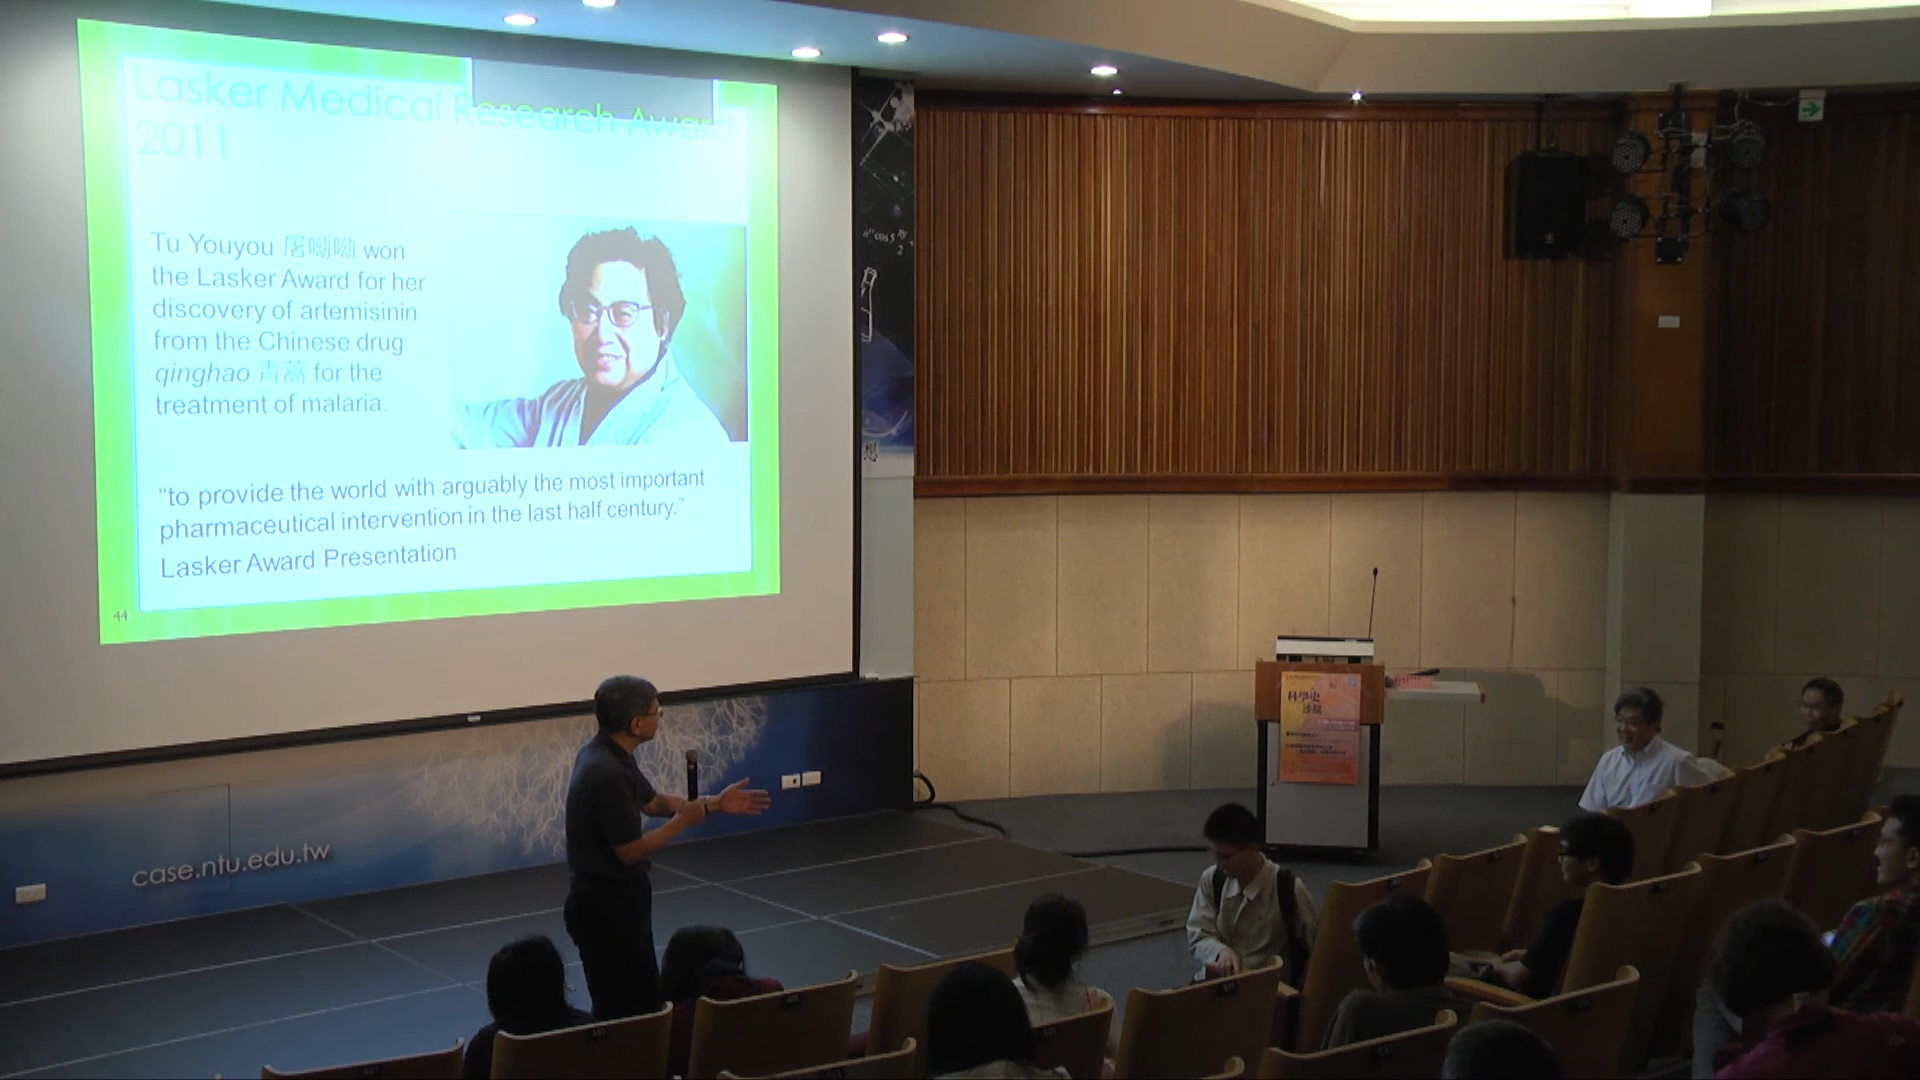 Lasker Medical Research Award
2011
Tu Youyou 屠呦呦 won
the Lasker Award for her
discovery of artemisinin
from the Chinese drug
qinghao 青蒿 for the
treatment of malaria.
“to provide the world with arguably the most important
pharmaceutical intervention in the last half century.”
Lasker Award Presentation
44
case.ntu.edu.tw
科學史
沙龍